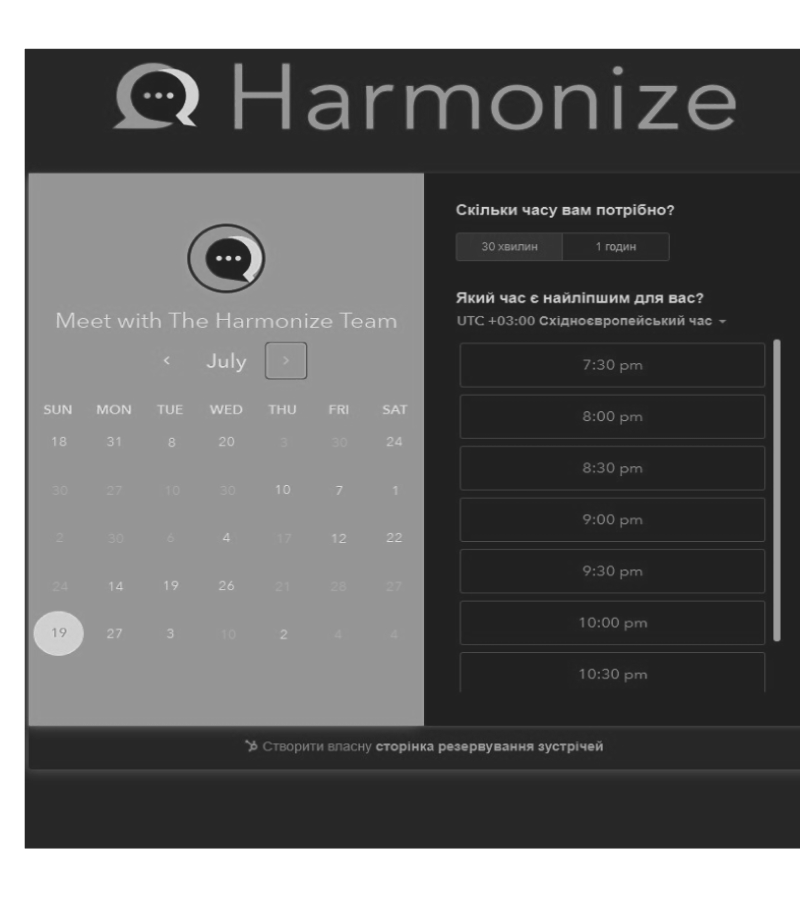 Harmonize
Meet with The Harmonize Team
‹ July ›
SUN MON TUE WED THU FRI SAT
18 31 8 20 3 30 24
30 27 10 30 10 7 1
2 30 6 4 17 12 22
24 14 19 26 21 28 27
19 27 3 10 2 4 4
Скільки часу вам потрібно?
30 хвилин 1 годин
Який час є найліпшим для вас?
UTC +03:00 Східноєвропейський час
7:30 pm
8:00 pm
8:30 pm
9:00 pm
9:30 pm
10:00 pm
10:30 pm
Створити власну сторінка резервування зустрічей